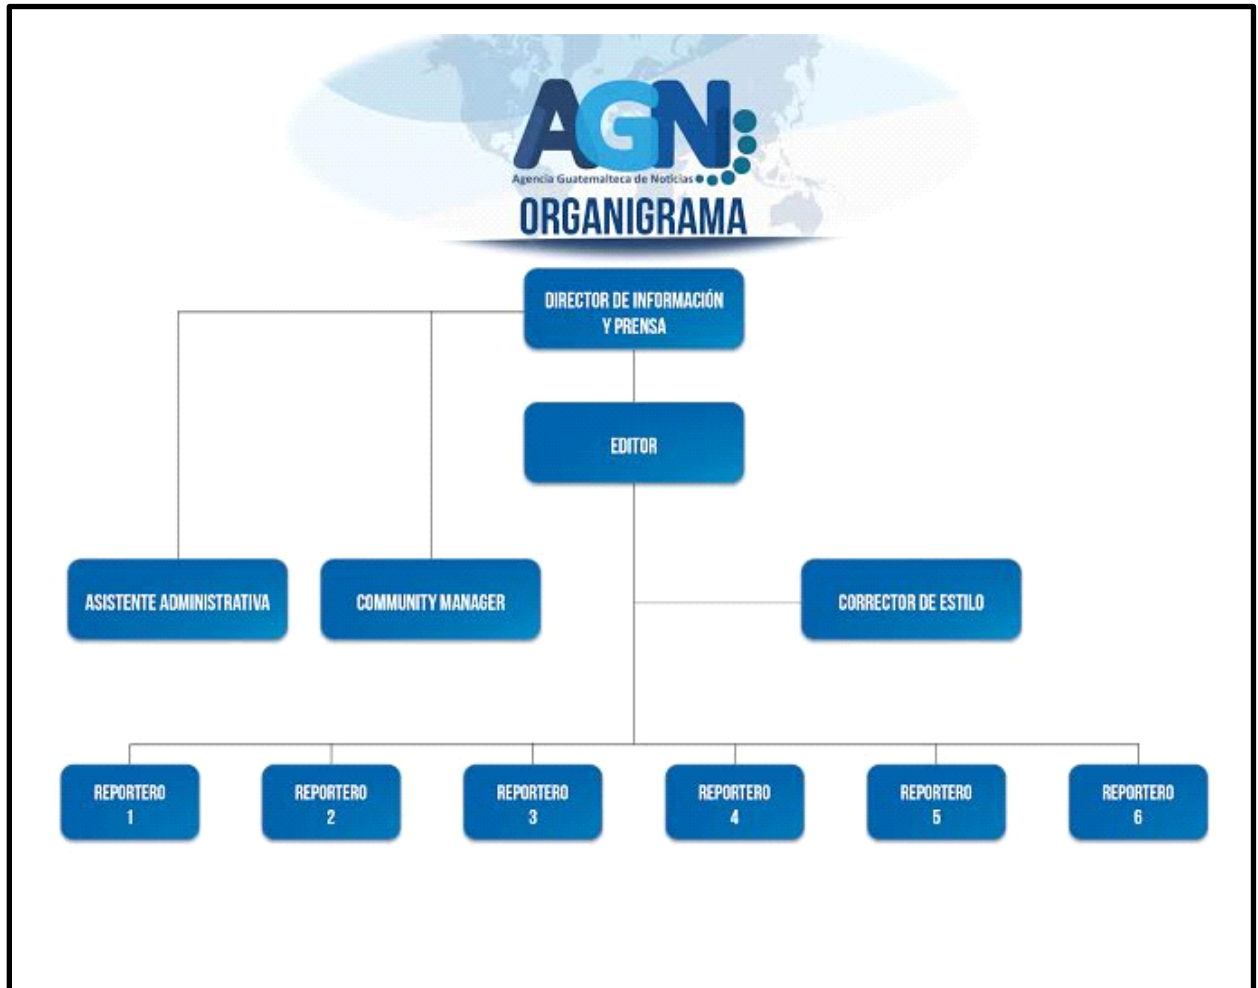 AGN
Agencia Guatemalteca de Noticias
ORGANIGRAMA
DIRECTOR DE INFORMACIÓN
Y PRENSA
EDITOR
ASISTENTE ADMINISTRATIVA
COMMUNITY MANAGER
CORRECTOR DE ESTILO
REPORTERO
1
REPORTERO
2
REPORTERO
3
REPORTERO
4
REPORTERO
5
REPORTERO
6